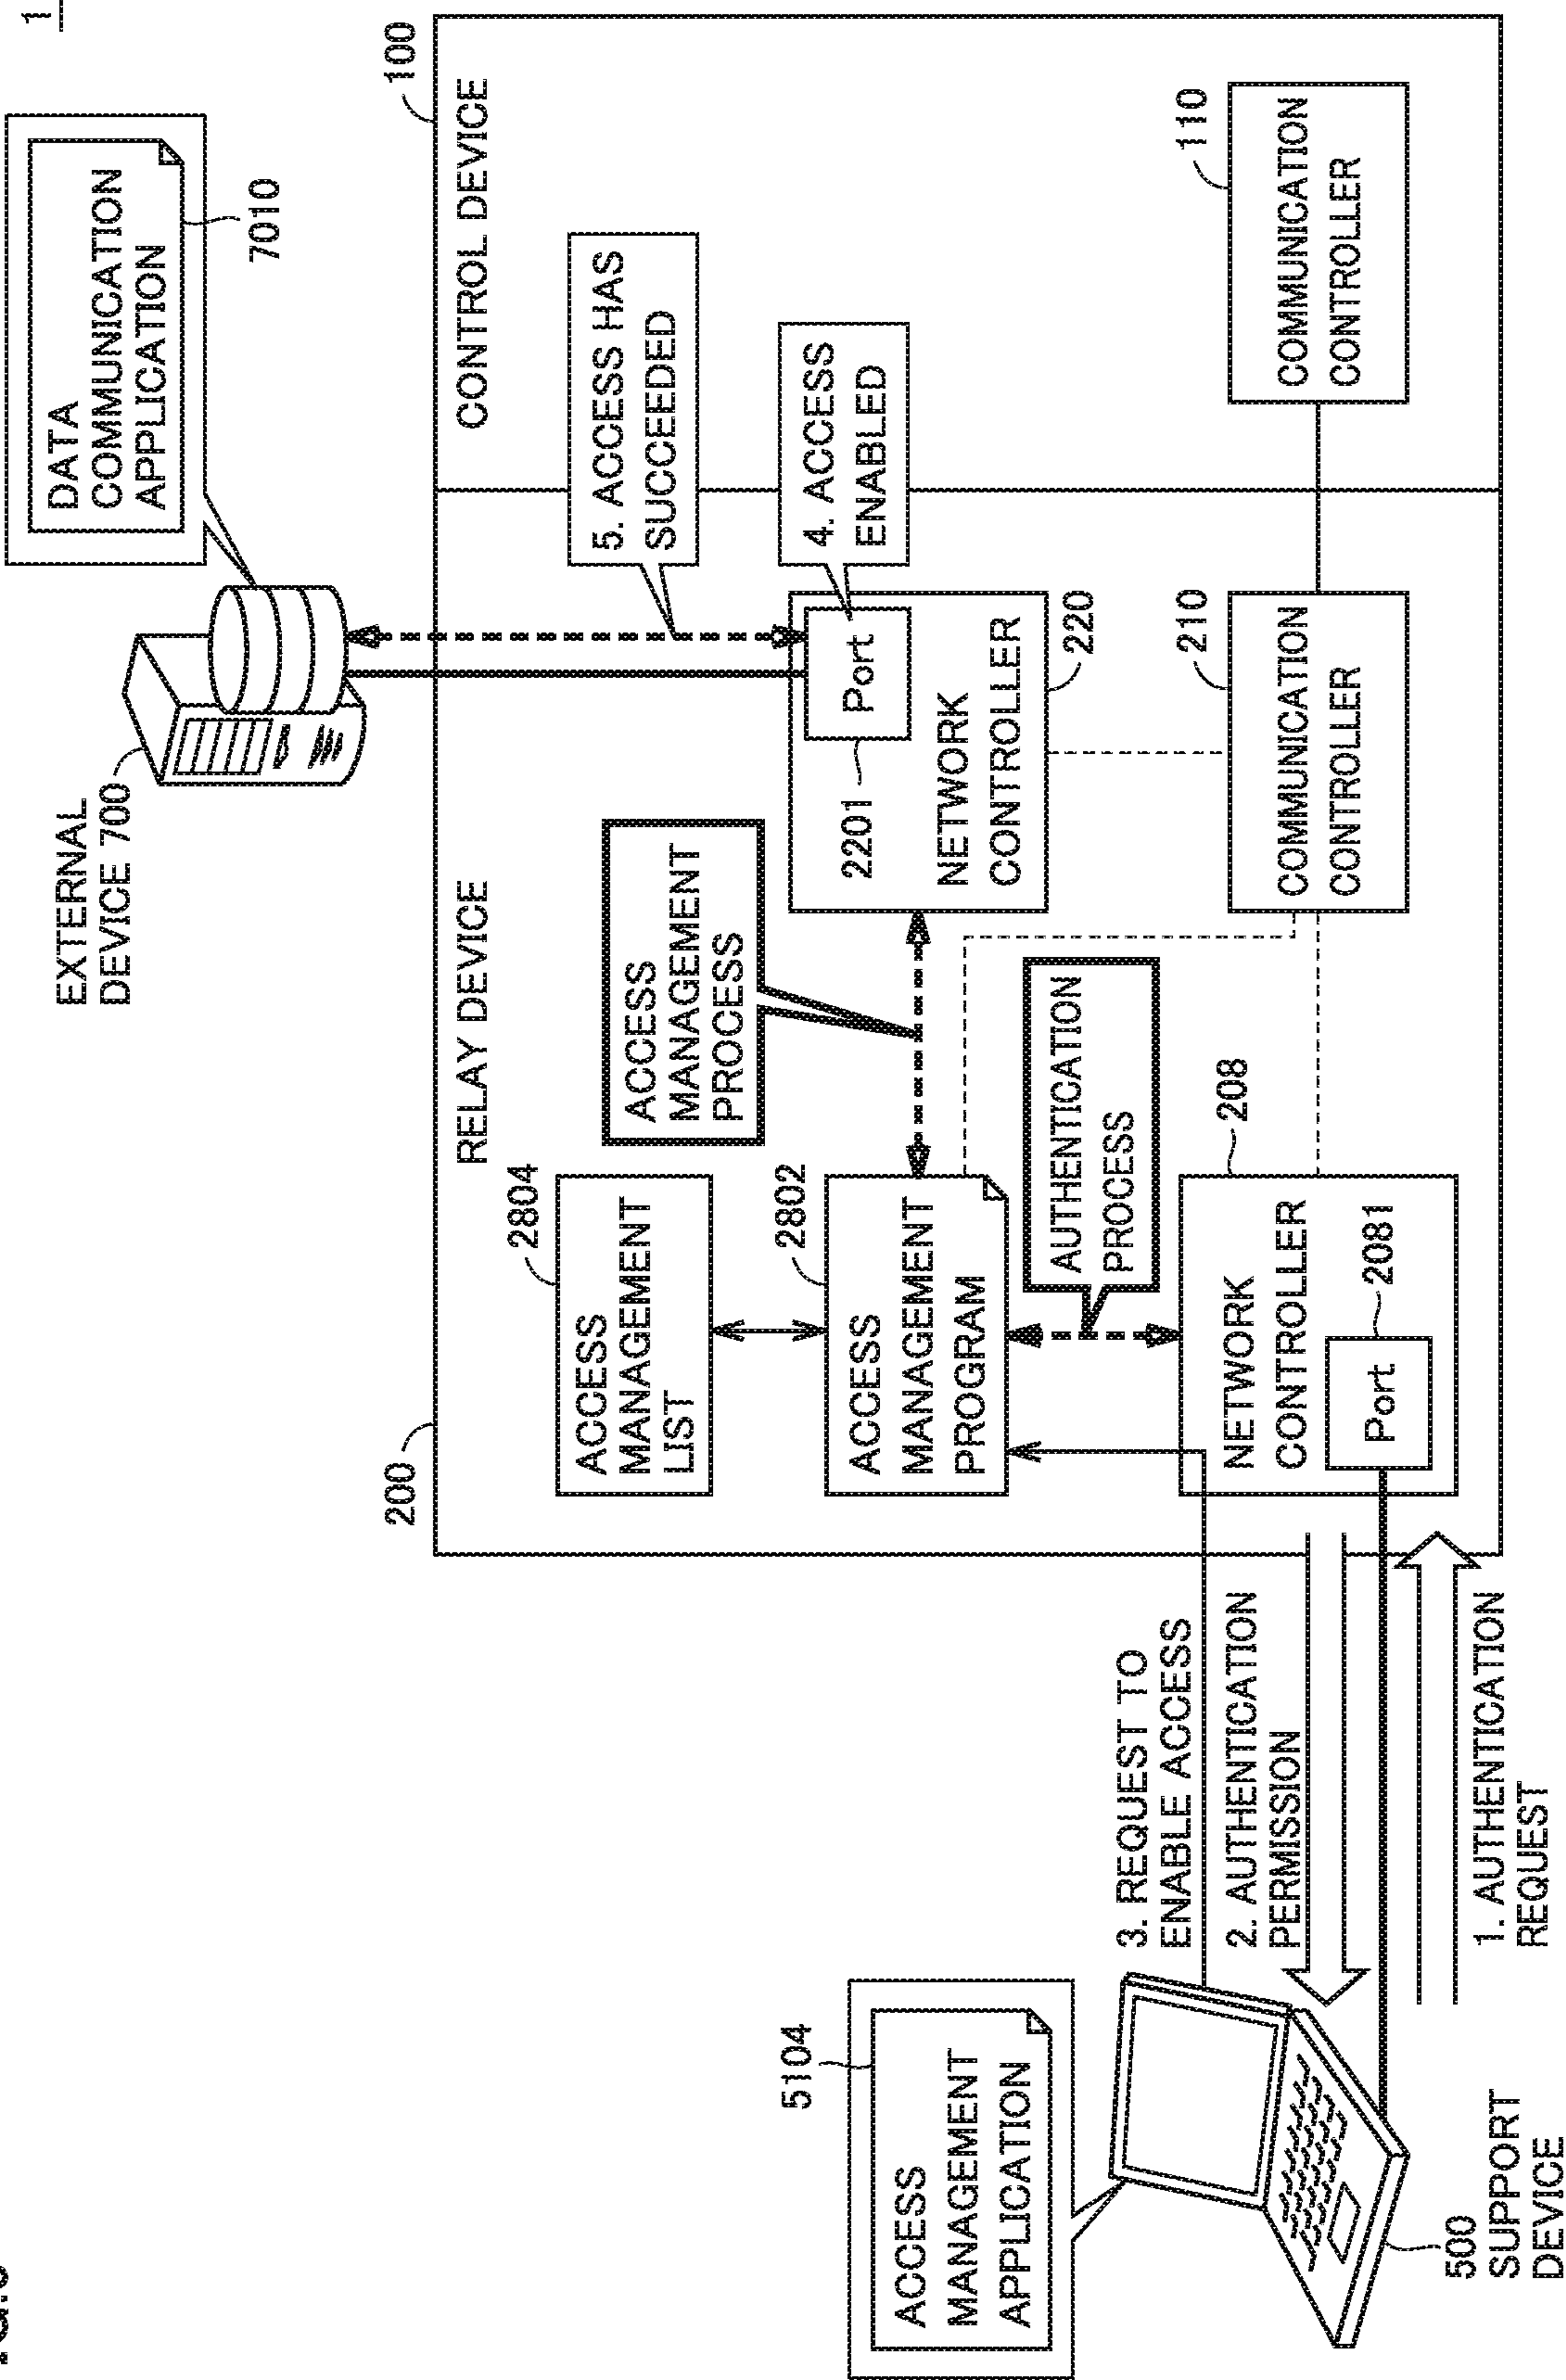 1
EXTERNAL
DEVICE 700
DATA
COMMUNICATION
APPLICATION
7010
200
RELAY DEVICE
CONTROL DEVICE
100
2804
ACCESS
MANAGEMENT
LIST
ACCESS
MANAGEMENT
PROCESS
5. ACCESS HAS
SUCCEEDED
2802
ACCESS
MANAGEMENT
PROGRAM
2201
Port
4. ACCESS
ENABLED
NETWORK
CONTROLLER
220
5104
ACCESS
MANAGEMENT
APPLICATION
AUTHENTICATION
PROCESS
3. REQUEST TO
ENABLE ACCESS
2. AUTHENTICATION
PERMISSION
208
NETWORK
CONTROLLER
Port
2081
210
COMMUNICATION
CONTROLLER
110
COMMUNICATION
CONTROLLER
1. AUTHENTICATION
REQUEST
500
SUPPORT
DEVICE